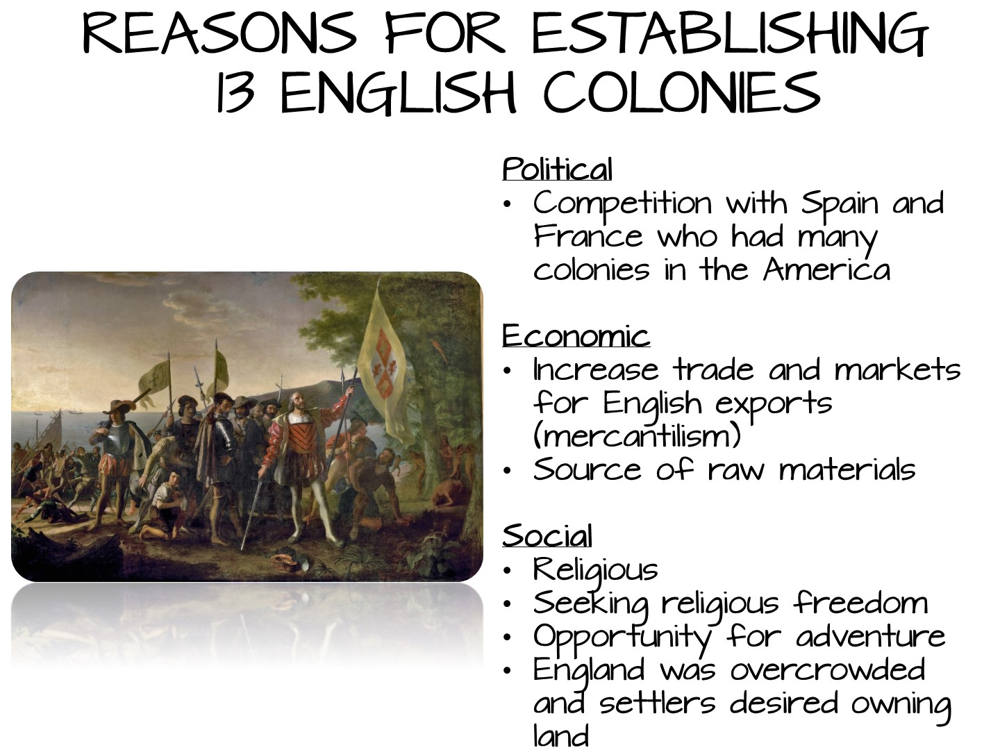 REASONS FOR ESTABLISHING
13 ENGLISH COLONIES
Political
• Competition with Spain and
France who had many
colonies in the America
Economic
• Increase trade and markets
for English exports
(mercantilism)
• Source of raw materials
Social
• Religious
• Seeking religious freedom
• Opportunity for adventure
• England was overcrowded
and settlers desired owning
land